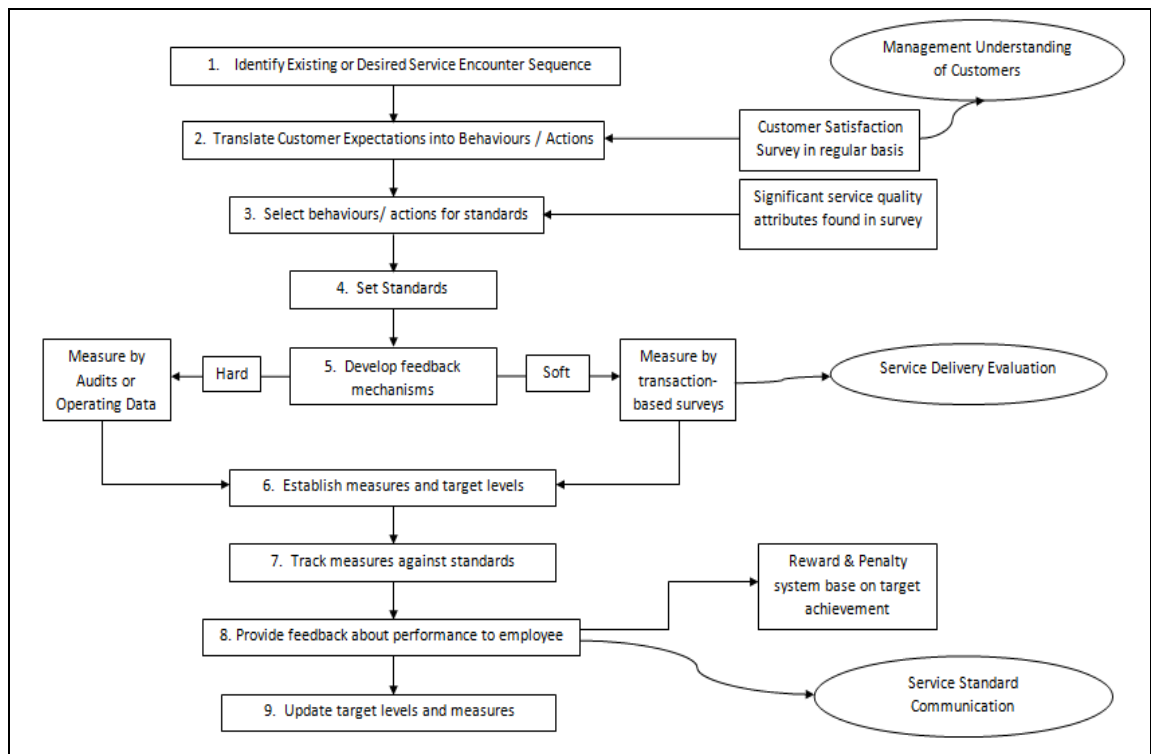 Management Understanding
of Customers
1. Identify Existing or Desired Service Encounter Sequence
2. Translate Customer Expectations into Behaviours / Actions
Customer Satisfaction
Survey in regular basis
3. Select behaviours/ actions for standards
Significant service quality
attributes found in survey
4. Set Standards
Measure by
Audits or
Operating Data
Hard
5. Develop feedback
mechanisms
Soft
Measure by
transaction-
based surveys
Service Delivery Evaluation
6. Establish measures and target levels
7. Track measures against standards
Reward & Penalty
system base on target
achievement
8. Provide feedback about performance to employee
9. Update target levels and measures
Service Standard
Communication